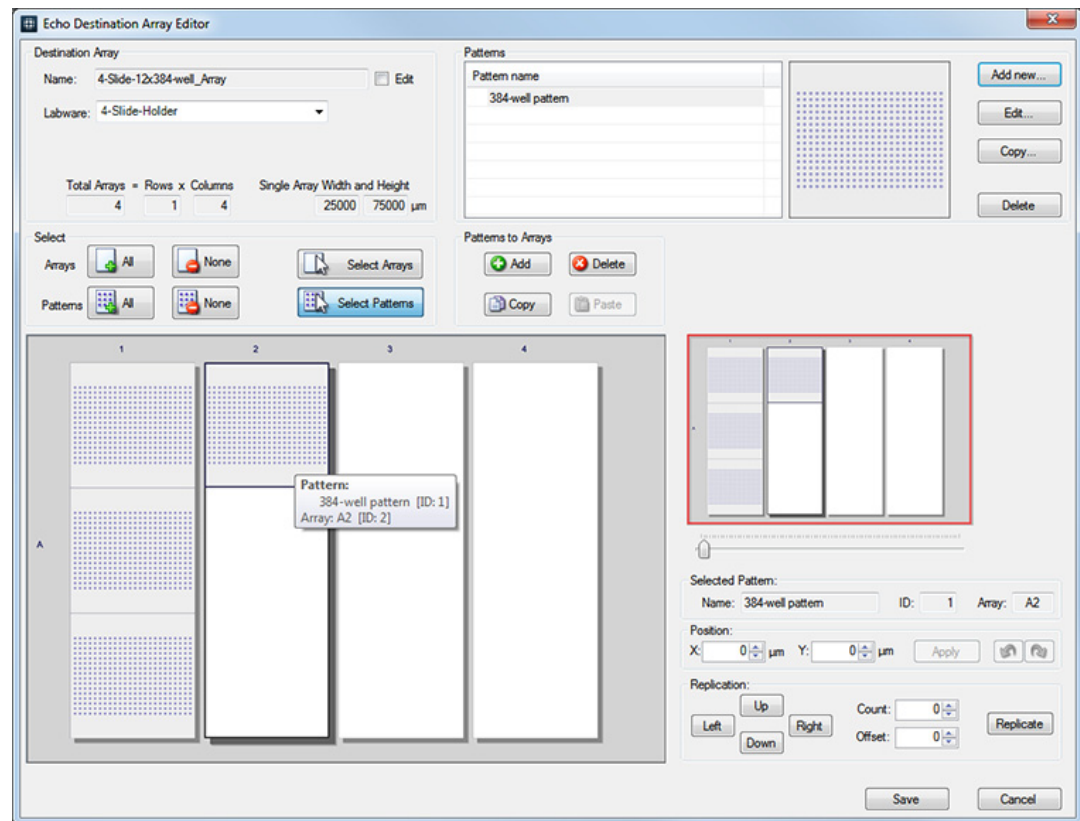 Echo Destination Array Editor
Destination Array
Name: 4-Slide-12x384-well_Array Edit
Labware: 4-Slide-Holder
Total Arrays = Rows x Columns Single Array Width and Height
4 1 4 25000 75000 µm
Patterns
Pattern name
384-well pattern
Add new...
Edit...
Copy...
Delete
Select
Arrays All None Select Arrays
Patterns All None Select Patterns
Patterns to Arrays
Add Delete
Copy Paste
1 2 3 4
A
Pattern:
384-well pattern [ID: 1]
Array: A2 [ID: 2]
1 2 3 4
A
Selected Pattern:
Name: 384-well pattern ID: 1 Array: A2
Position:
X: 0 µm Y: 0 µm Apply
Replication:
Up
Left Right
Down
Count: 0
Offset: 0
Replicate
Save Cancel